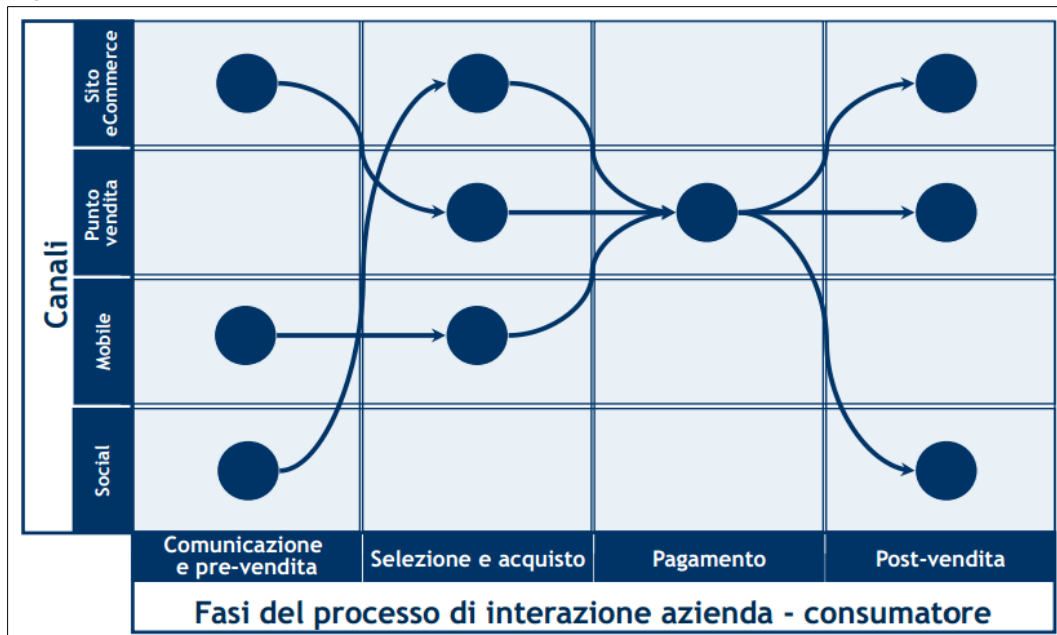 Canali
Sito
eCommerce
Punto
vendita
Mobile
Social
Comunicazione
e pre-vendita
Selezione e acquisto
Pagamento
Post-vendita
Fasi del processo di interazione azienda - consumatore